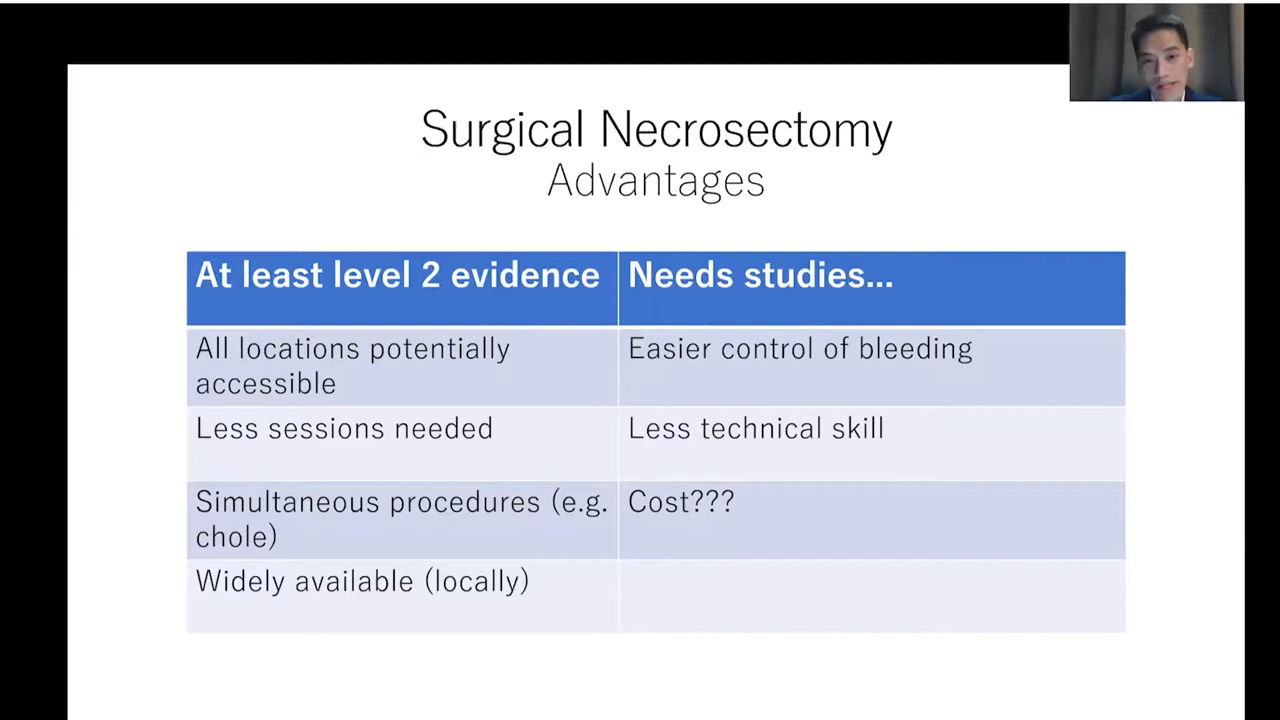 Surgical Necrosectomy
Advantages
At least level 2 evidence
Needs studies...
All locations potentially
accessible
Easier control of bleeding
Less sessions needed
Less technical skill
Simultaneous procedures (e.g.
chole)
Cost???
Widely available (locally)